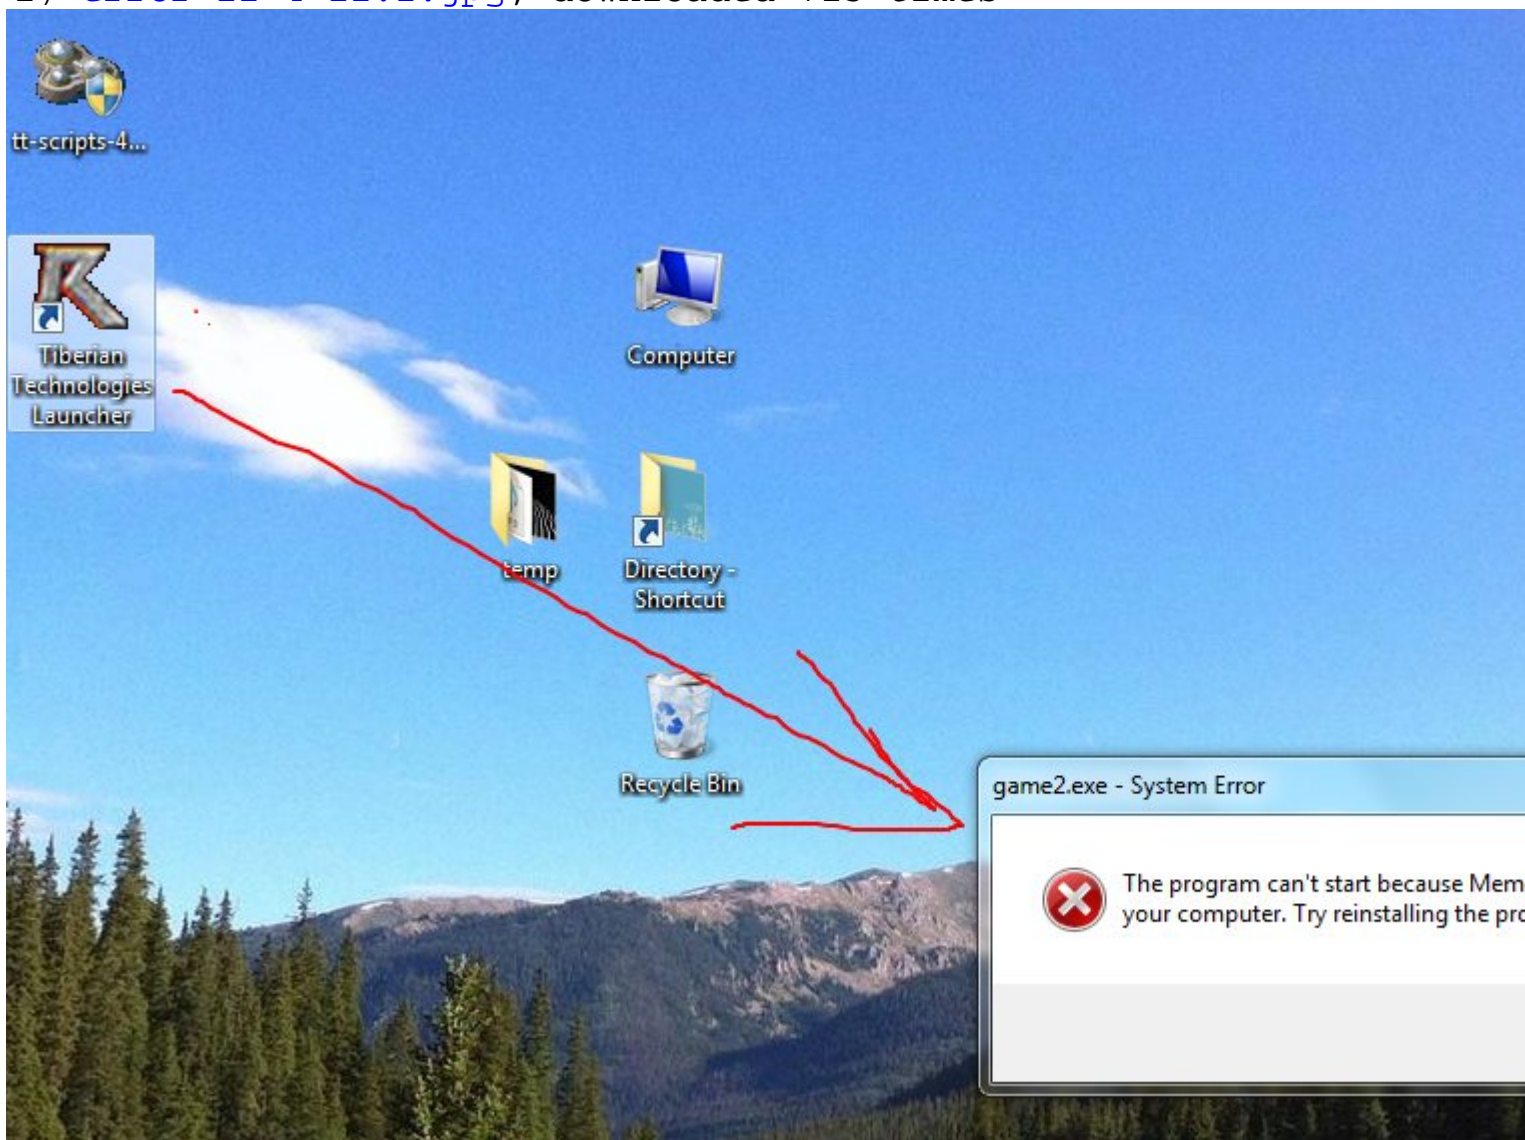 tt-scripts-4...
Tiberian
Technologies
Launcher
Computer
temp
Directory -
Shortcut
Recycle Bin
game2.exe - System Error
The program can't start because Mem
your computer. Try reinstalling the pro